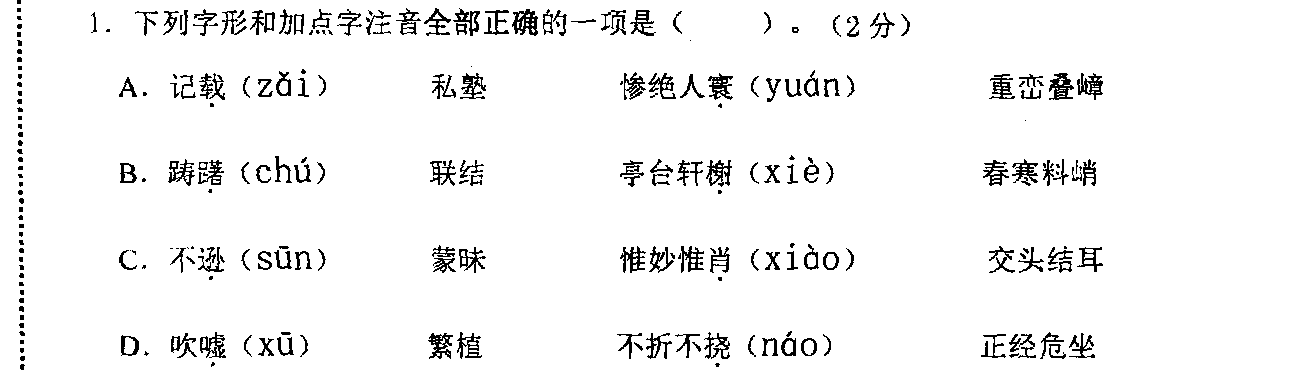 1. 下列字形和加点字注音全部正确的一项是（　　）。（2分）
A. 记载（zǎi）　私塾　惨绝人寰（yuán）　重峦叠嶂
B. 踌躇（chú）　联结　亭台轩榭（xiè）　春寒料峭
C. 不逊（sūn）　蒙昧　惟妙惟肖（xiào）　交头结耳
D. 吹嘘（xū）　繁植　不折不挠（náo）　正经危坐